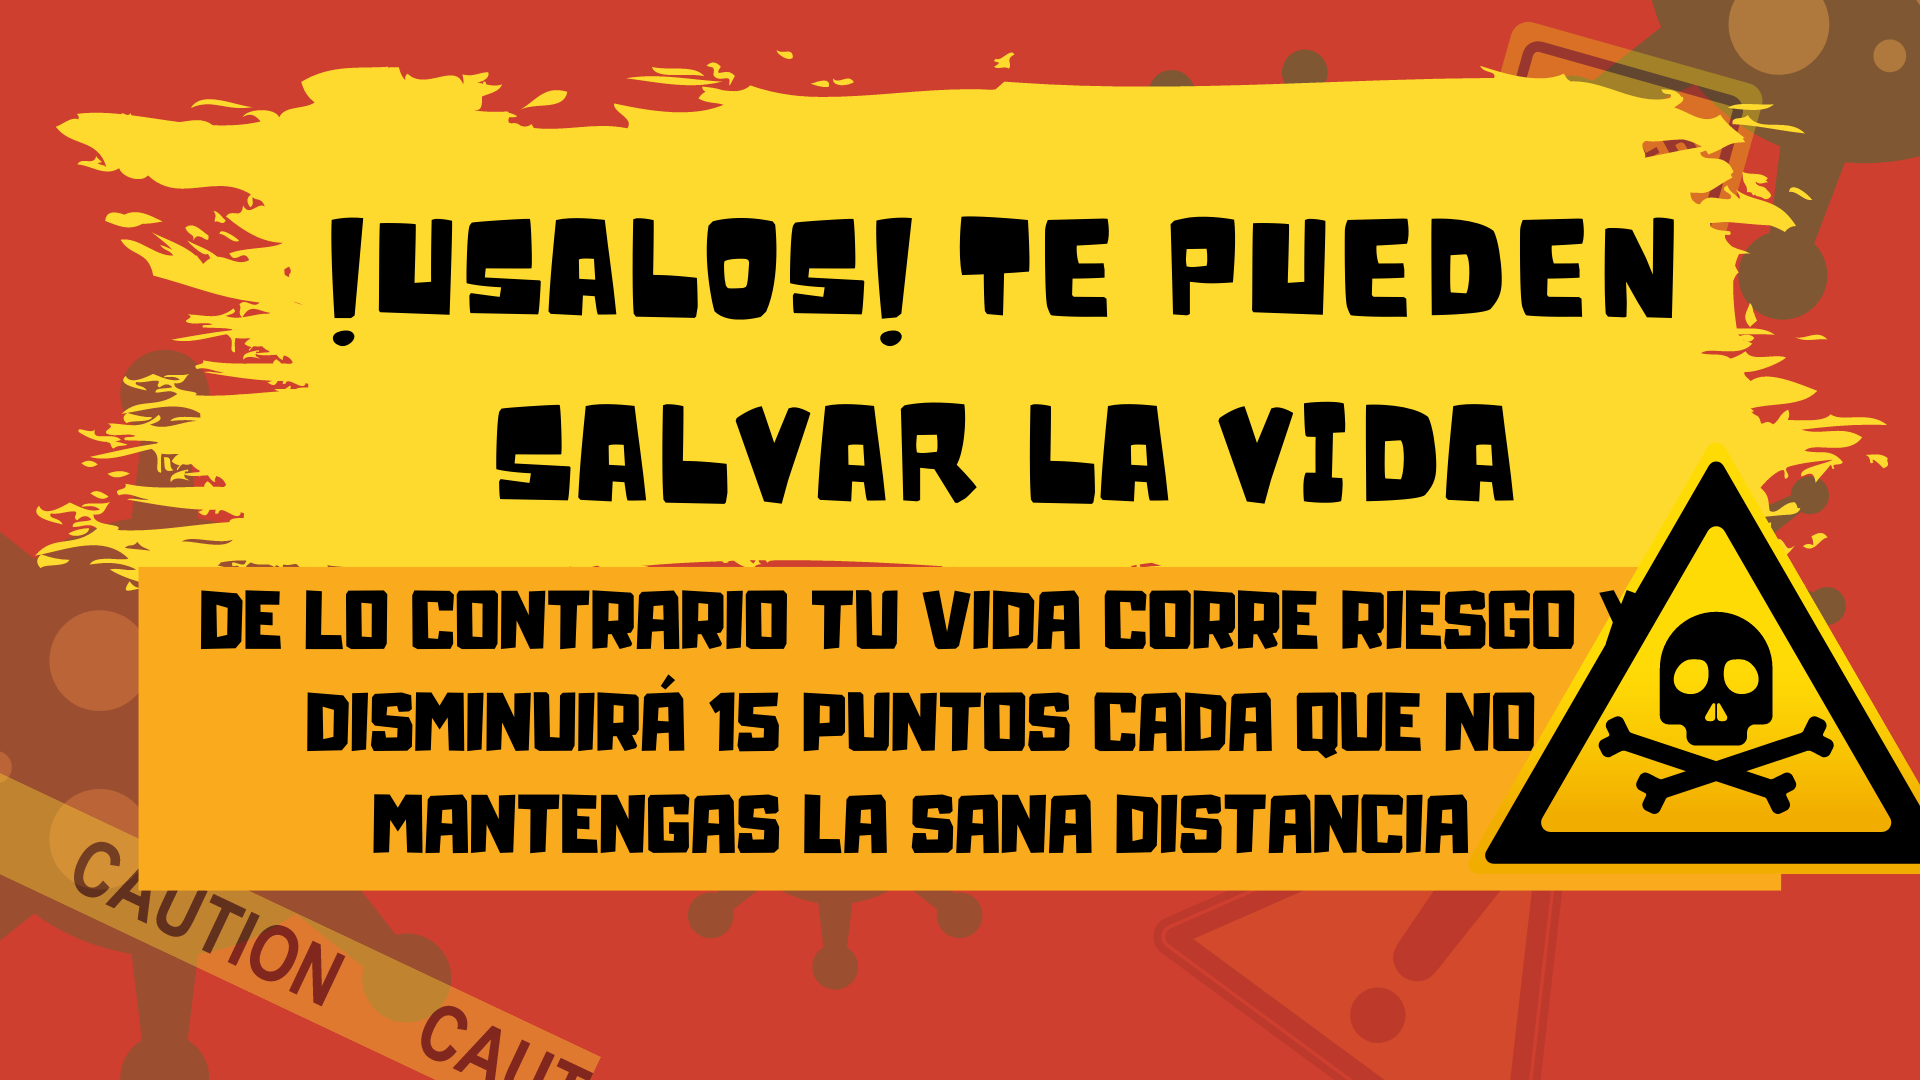 !USALOS! TE PUEDEN
SALVAR LA VIDA
DE LO CONTRARIO TU VIDA CORRE RIESGO Y
DISMINUIRÁ 15 PUNTOS CADA QUE NO
MANTENGAS LA SANA DISTANCIA
CAUTION
CAUT